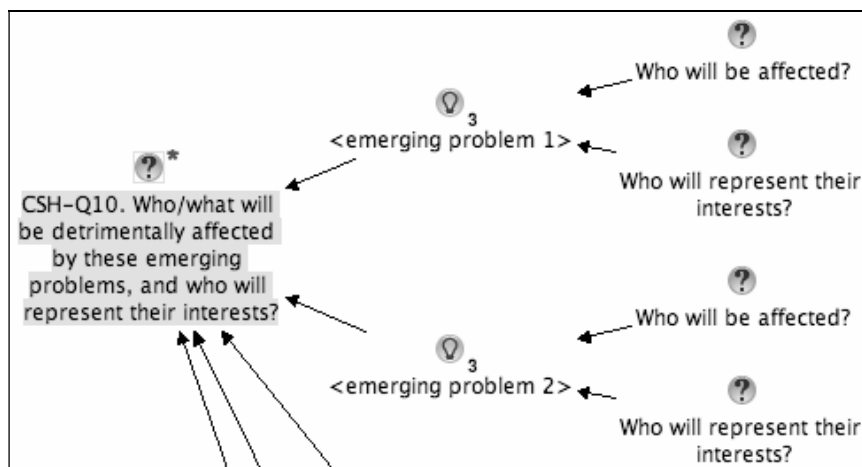 Who will be affected?
3
<emerging problem 1>
*
CSH-Q10. Who/what will
be detrimentally affected
by these emerging
problems, and who will
represent their interests?
Who will represent their
interests?
Who will be affected?
3
<emerging problem 2>
Who will represent their
interests?